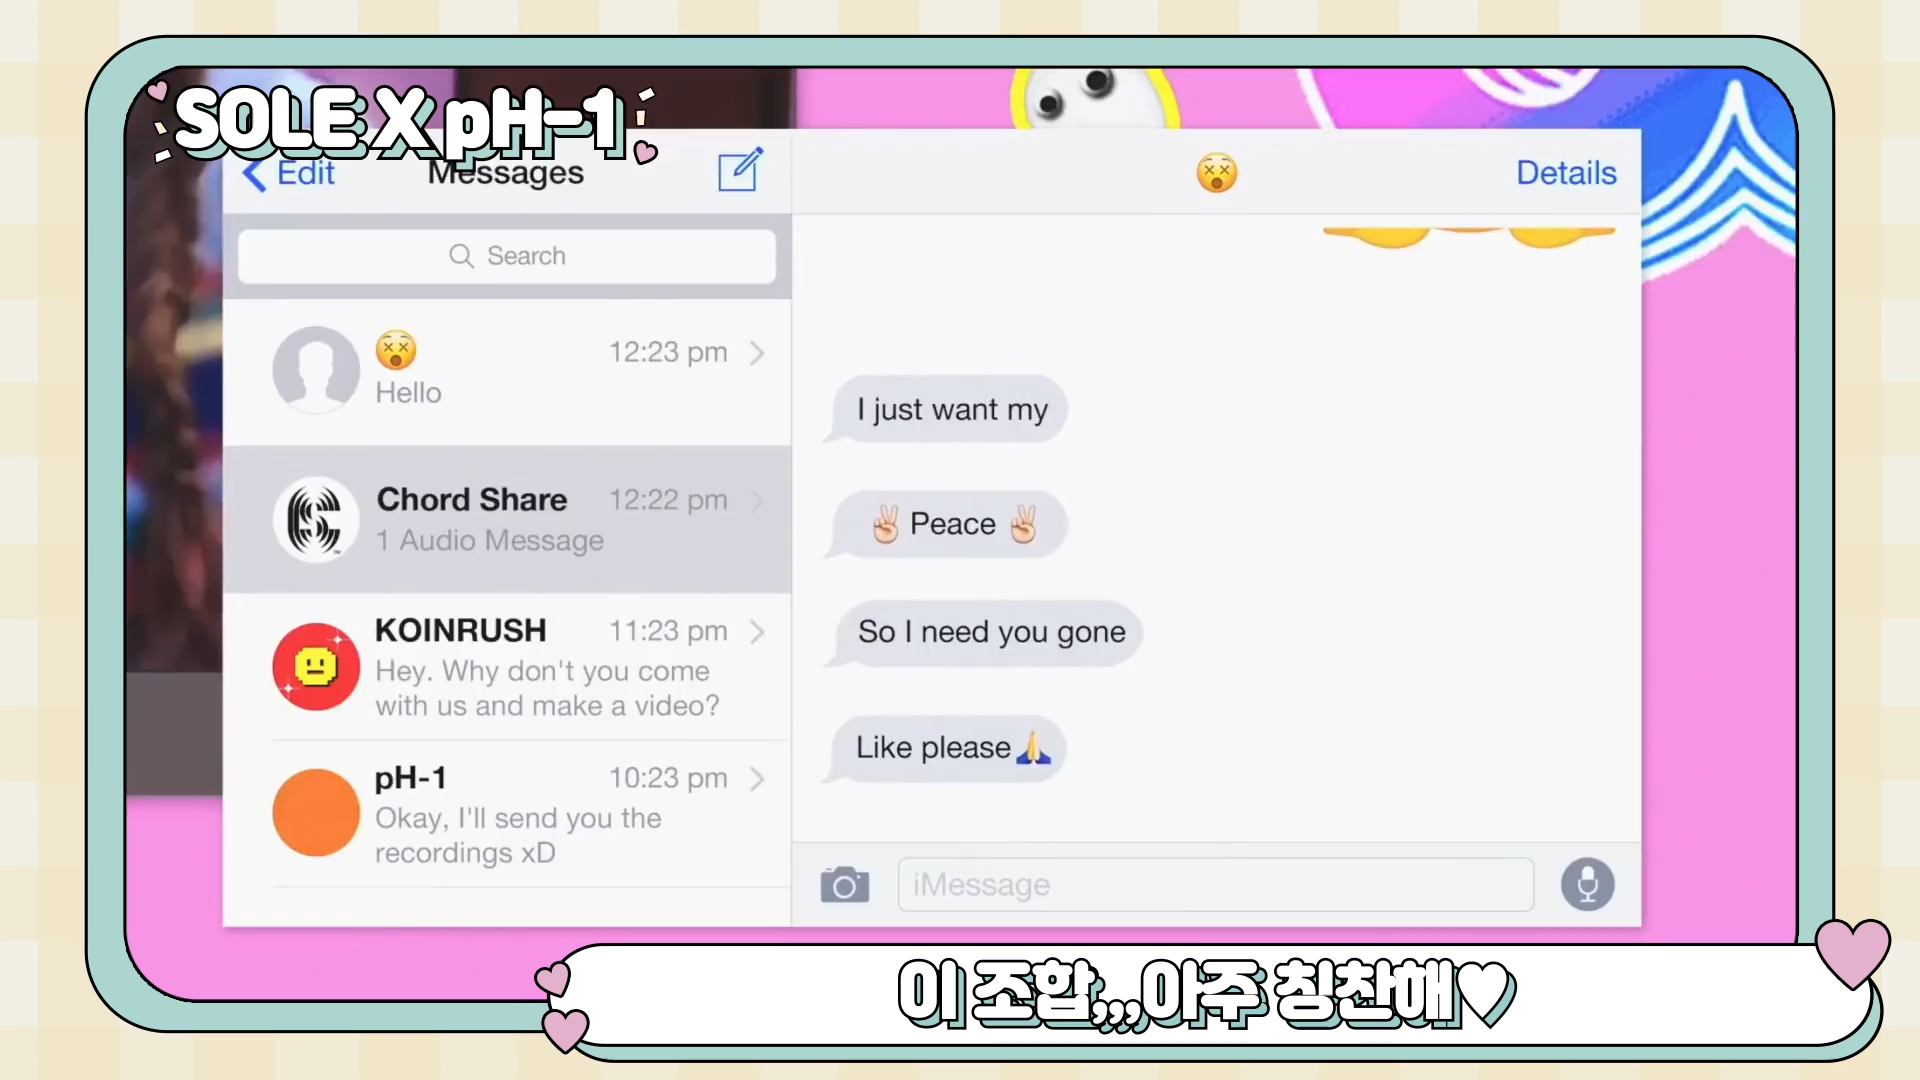 SOLE X pH-1
Edit
Messages
😵
Details
Search
😵
12:23 pm
Hello
Chord Share
12:22 pm
1 Audio Message
KOINRUSH
11:23 pm
Hey. Why don't you come
with us and make a video?
pH-1
10:23 pm
Okay, I'll send you the
recordings xD
I just want my
✌️ Peace ✌️
So I need you gone
Like please🙏
iMessage
이 조합,,,아주 칭찬해♥